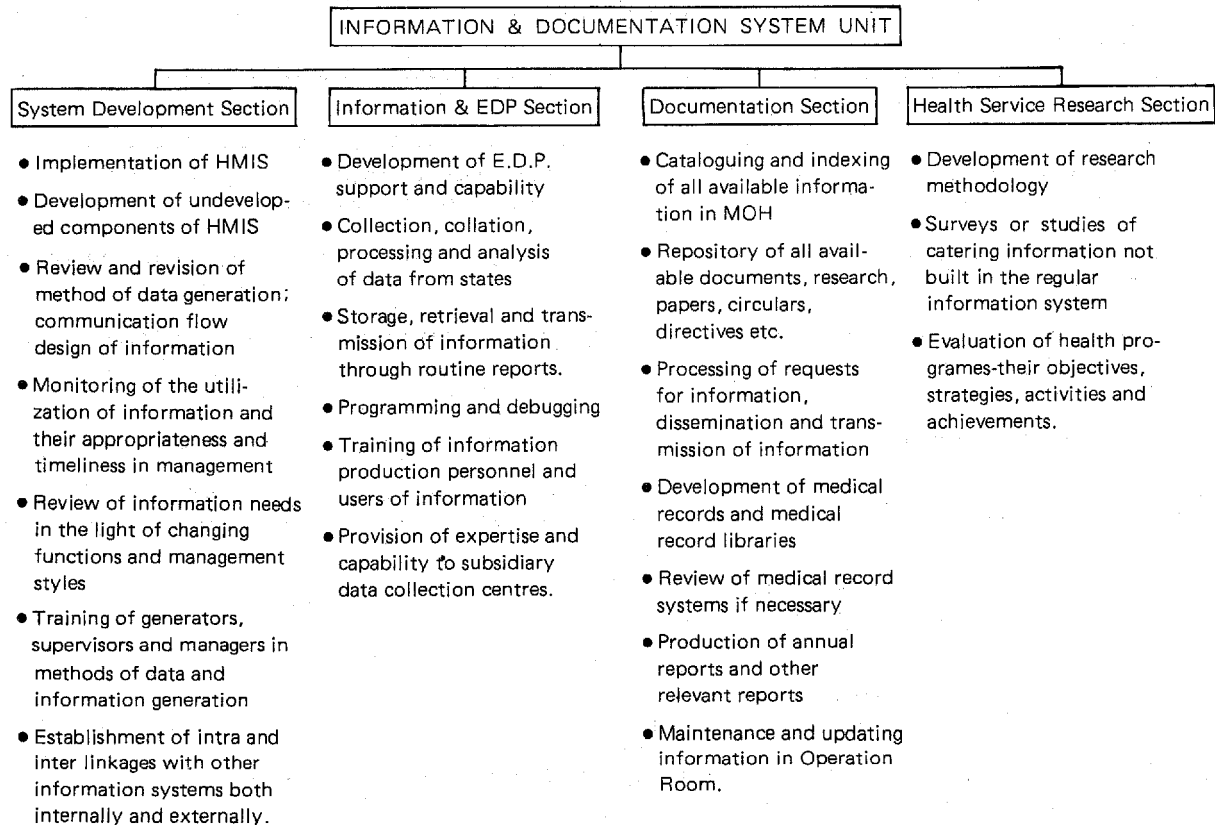 INFORMATION & DOCUMENTATION SYSTEM UNIT
System Development Section
● Implementation of HMIS
● Development of undevelop-
ed components of HMIS
● Review and revision of
method of data generation;
communication flow
design of information
● Monitoring of the utili-
zation of information and
their appropriateness and
timeliness in management
● Review of information needs
in the light of changing
functions and management
styles
● Training of generators,
supervisors and managers in
methods of data and
information generation
● Establishment of intra and
inter linkages with other
information systems both
internally and externally.
Information & EDP Section
● Development of E.D.P.
support and capability
● Collection, collation,
processing and analysis
of data from states
● Storage, retrieval and trans-
mission of information
through routine reports.
● Programming and debugging
● Training of information
production personnel and
users of information
● Provision of expertise and
capability to subsidiary
data collection centres.
Documentation Section
● Cataloguing and indexing
of all available informa-
tion in MOH
● Repository of all avail-
able documents, research,
papers, circulars,
directives etc.
● Processing of requests
for information,
dissemination and trans-
mission of information
● Development of medical
records and medical
record libraries
● Review of medical record
systems if necessary
● Production of annual
reports and other
relevant reports
● Maintenance and updating
information in Operation
Room.
Health Service Research Section
● Development of research
methodology
● Surveys or studies of
catering information not
built in the regular
information system
● Evaluation of health pro-
grames-their objectives,
strategies, activities and
achievements.